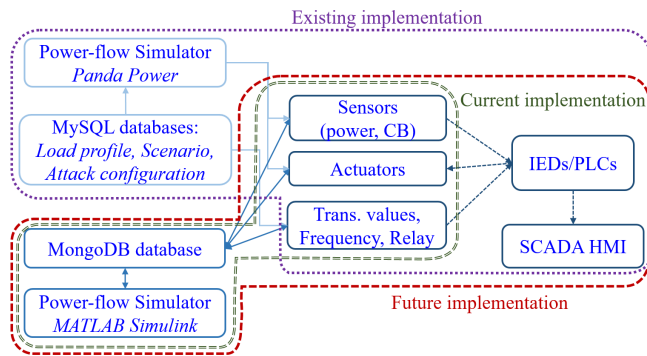 Existing implementation
Power-flow Simulator
Panda Power
MySQL databases:
Load profile, Scenario,
Attack configuration
Sensors
(power, CB)
Actuators
Trans. values,
Frequency, Relay
Current implementation
IEDs/PLCs
SCADA HMI
MongoDB database
Power-flow Simulator
MATLAB Simulink
Future implementation